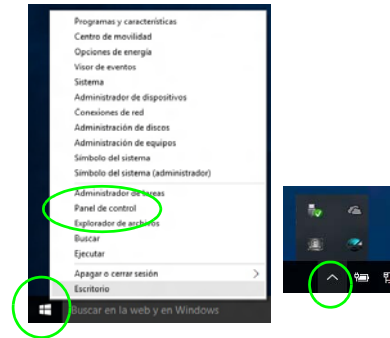 Programas y características
Centro de movilidad
Opciones de energía
Visor de eventos
Sistema
Administrador de dispositivos
Conexiones de red
Administración de discos
Administración de equipos
Símbolo del sistema
Símbolo del sistema (administrador)
Administrador de tareas
Panel de control
Explorador de archivos
Buscar
Ejecutar
Apagar o cerrar sesión
Escritorio
Buscar en la web y en Windows